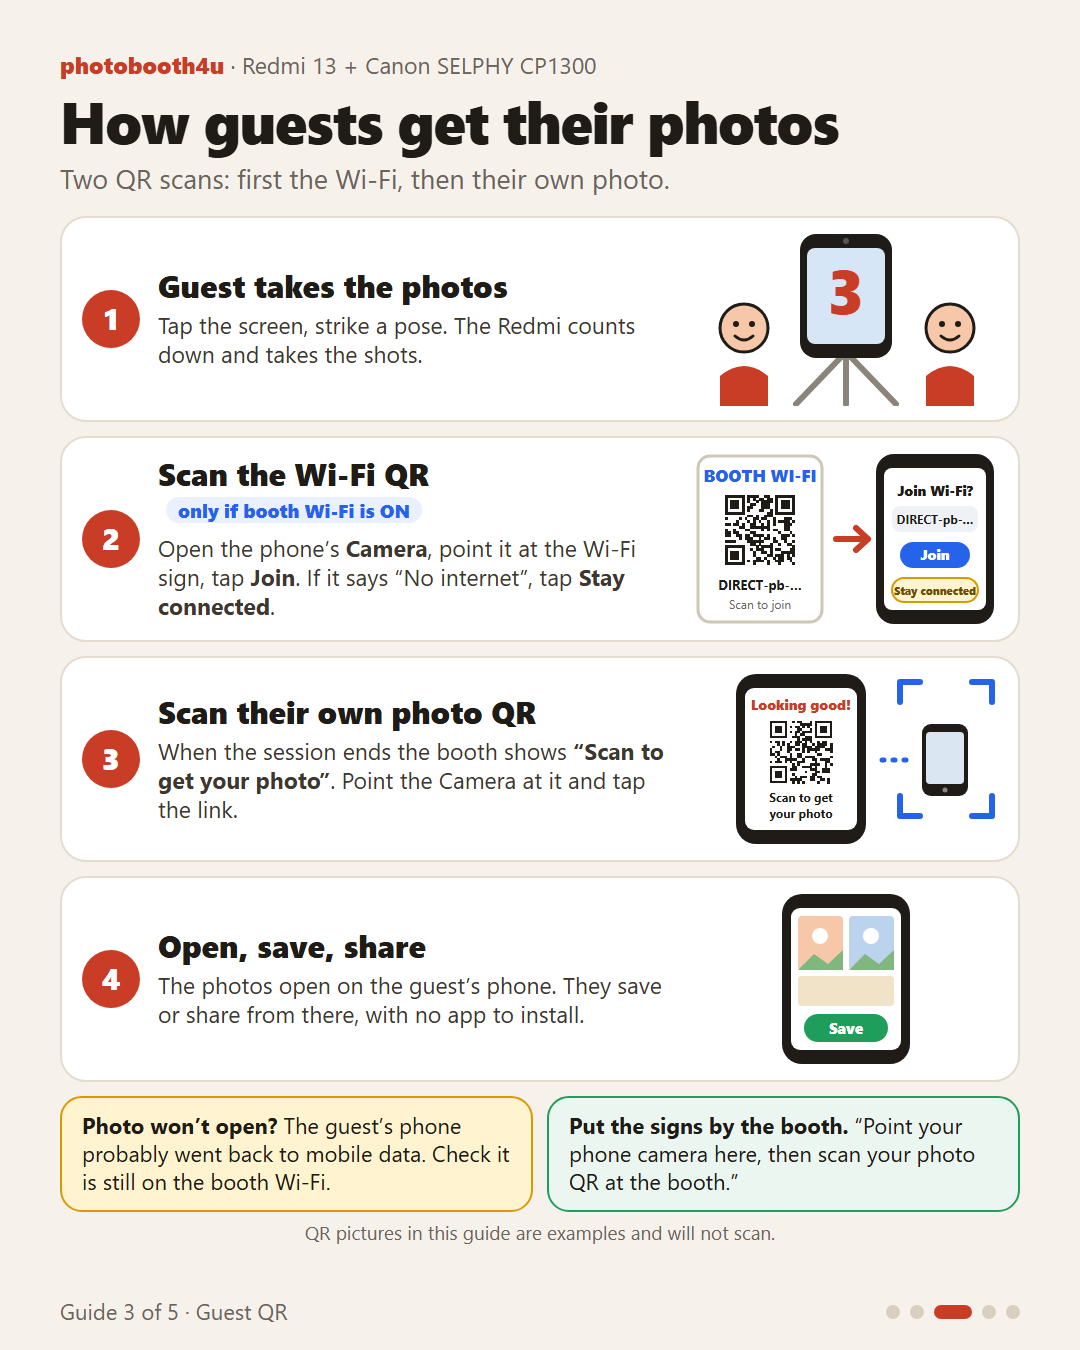 photobooth4u · Redmi 13 + Canon SELPHY CP1300
How guests get their photos
Two QR scans: first the Wi-Fi, then their own photo.
1
Guest takes the photos
Tap the screen, strike a pose. The Redmi counts
down and takes the shots.
3
2
Scan the Wi-Fi QR
only if booth Wi-Fi is ON
Open the phone’s Camera, point it at the Wi-Fi
sign, tap Join. If it says “No internet”, tap Stay
connected.
BOOTH WI-FI
DIRECT-pb-...
Scan to join
Join Wi-Fi?
DIRECT-pb-...
Join
Stay connected
3
Scan their own photo QR
When the session ends the booth shows “Scan to
get your photo”. Point the Camera at it and tap
the link.
Looking good!
Scan to get
your photo
4
Open, save, share
The photos open on the guest’s phone. They save
or share from there, with no app to install.
Save
Photo won’t open? The guest’s phone
probably went back to mobile data. Check it
is still on the booth Wi-Fi.
Put the signs by the booth. “Point your
phone camera here, then scan your photo
QR at the booth.”
QR pictures in this guide are examples and will not scan.
Guide 3 of 5 · Guest QR